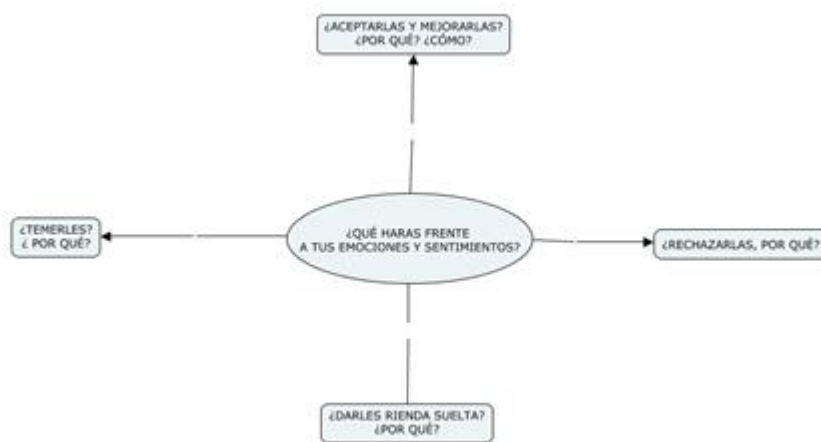 ¿ACEPTARLAS Y MEJORARLAS?
¿POR QUÉ? ¿CÓMO?
¿TEMERLES?
¿ POR QUÉ?
¿QUÉ HARAS FRENTE
A TUS EMOCIONES Y SENTIMIENTOS?
¿RECHAZARLAS, POR QUÉ?
¿DARLES RIENDA SUELTA?
¿POR QUÉ?